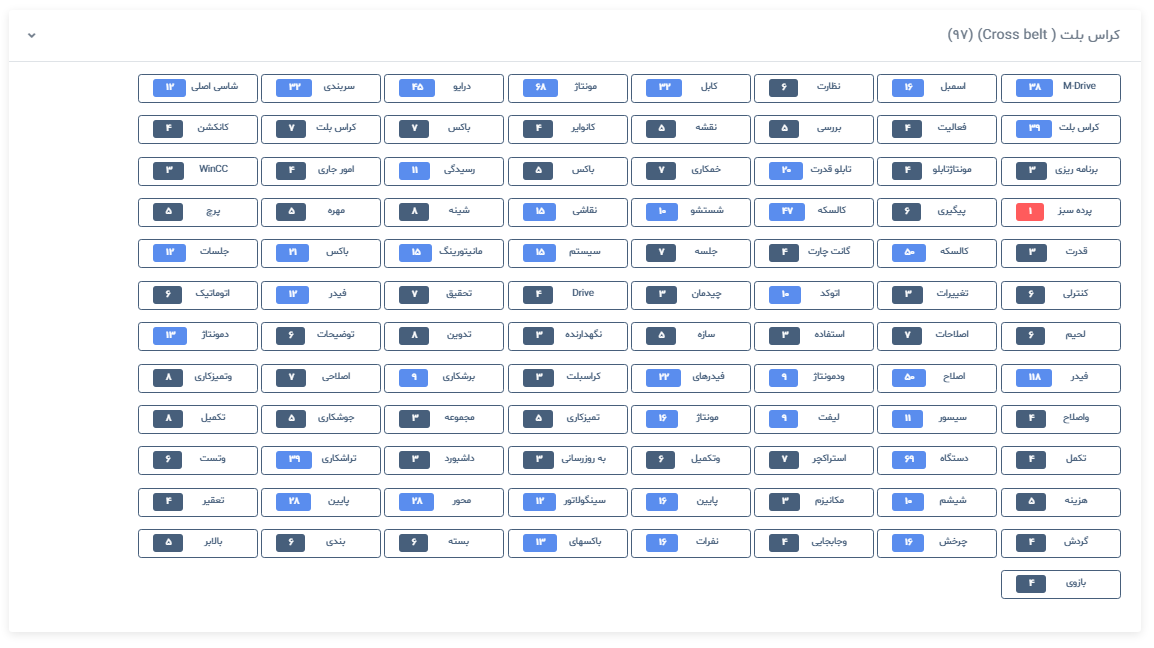 کراس بلت ( Cross belt) (۹۷)
M-Drive ۳۸ اسمبل ۱۶ نظارت ۶ کابل ۳۲ مونتاژ ۶۸ درایو ۴۵ سربندی ۳۲ شاسی اصلی ۱۲
کراس بلت ۳۹ فعالیت ۴ بررسی ۵ نقشه ۵ کانوایر ۴ باکس ۷ کراس بلت ۷ کانکشن ۴
برنامه ریزی ۳ مونتاژتابلو ۴ تابلو قدرت ۲۰ خمکاری ۷ باکس ۵ رسیدگی ۱۱ امور جاری ۴ WinCC ۳
پرده سبز ۱ پیگیری ۶ کالسکه ۴۷ شستشو ۱۰ نقاشی ۱۵ شینه ۸ مهره ۵ پرچ ۵
قدرت ۳ کالسکه ۵۰ گانت چارت ۴ جلسه ۷ سیستم ۱۵ مانیتورینگ ۱۵ باکس ۲۱ جلسات ۱۲
کنترلی ۶ تغییرات ۳ اتوکد ۱۰ چیدمان ۳ Drive ۴ تحقیق ۷ فیدر ۱۲ اتوماتیک ۶
لحیم ۶ اصلاحات ۷ استفاده ۳ سازه ۵ نگهدارنده ۳ تدوین ۸ توضیحات ۶ دمونتاژ ۱۳
فیدر ۱۱۸ اصلاح ۵۰ ودمونتاژ ۹ فیدرهای ۲۲ کراسبلت ۳ برشکاری ۹ اصلاحی ۷ وتمیزکاری ۸
واصلاح ۴ سیسور ۱۱ لیفت ۹ مونتاژ ۱۶ تمیزکاری ۵ مجموعه ۳ جوشکاری ۵ تکمیل ۸
تکمل ۴ دستگاه ۶۹ استراکچر ۷ وتکمیل ۶ به روزرسانی ۳ داشبورد ۳ تراشکاری ۳۹ وتست ۶
هزینه ۵ شیشم ۱۰ مکانیزم ۳ پایین ۱۶ سینگولاتور ۱۲ محور ۲۸ پایین ۲۸ تعقیر ۴
گردش ۴ چرخش ۱۶ وجابجایی ۴ نفرات ۱۶ باکسهای ۱۳ بسته ۶ بندی ۶ بالابر ۵
بازوی ۴